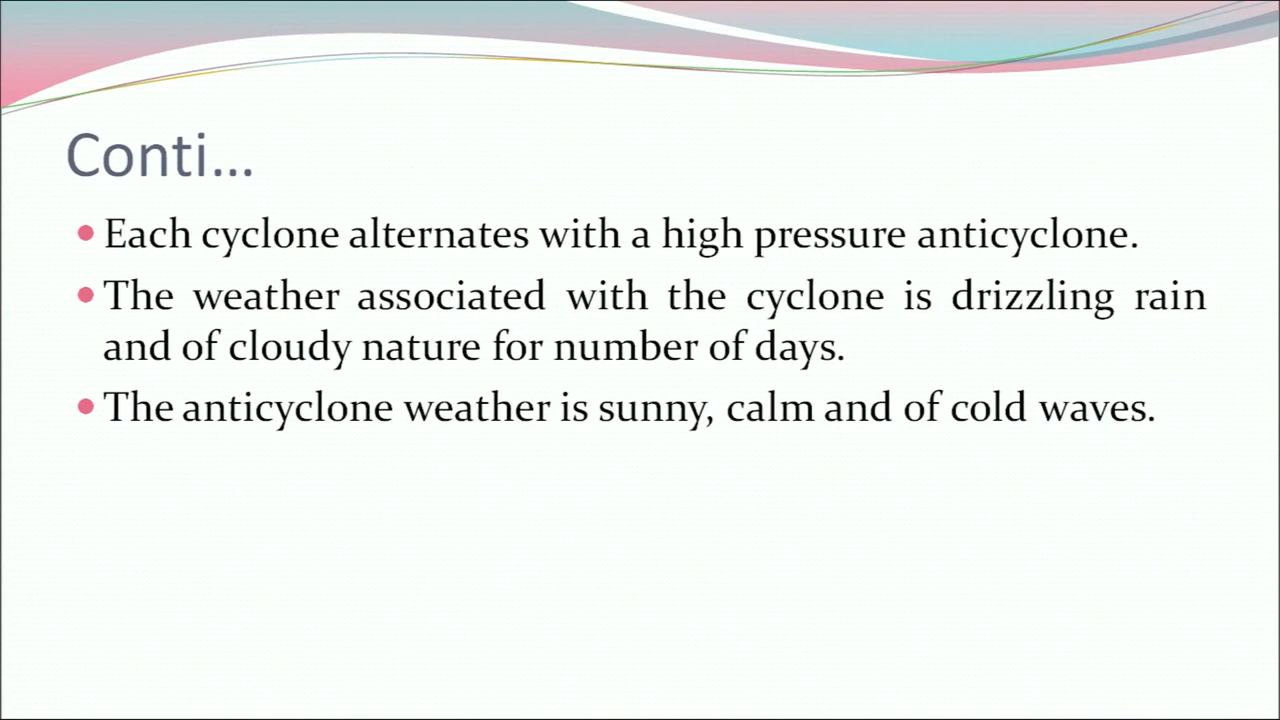 Conti...
Each cyclone alternates with a high pressure anticyclone.
The weather associated with the cyclone is drizzling rain
and of cloudy nature for number of days.
The anticyclone weather is sunny, calm and of cold waves.